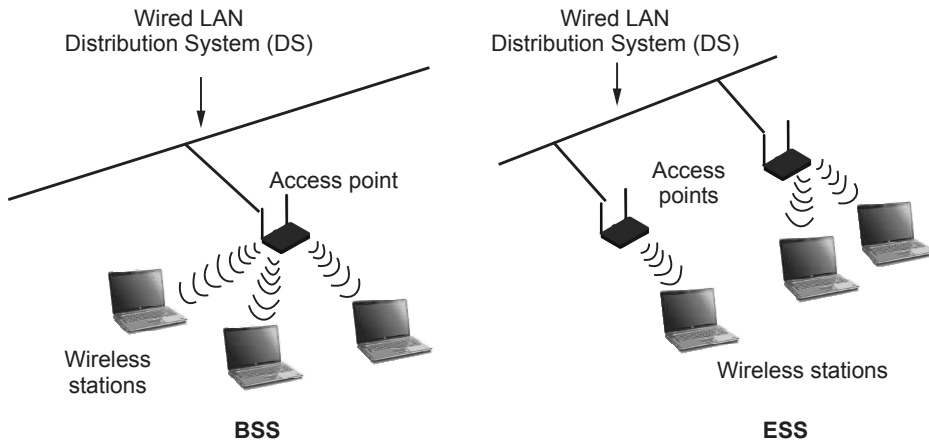 Wired LAN
Distribution System (DS)
Access point
Wireless
stations
BSS
Wired LAN
Distribution System (DS)
Access
points
Wireless stations
ESS